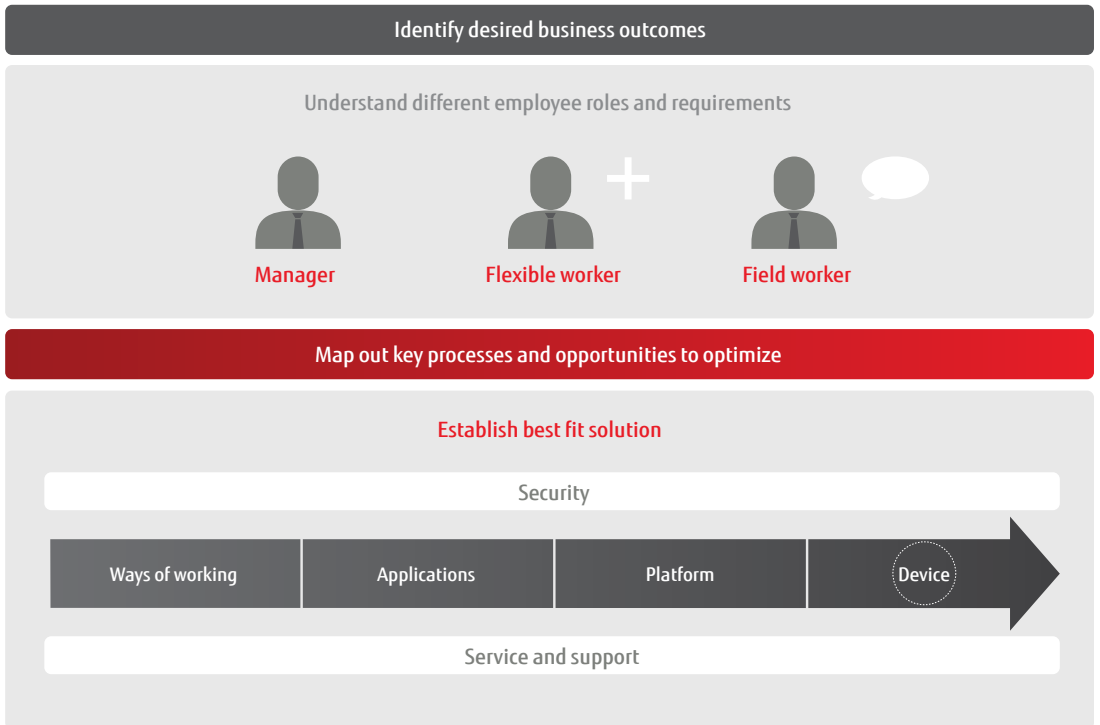 Identify desired business outcomes
Understand different employee roles and requirements
Manager
Flexible worker
Field worker
Map out key processes and opportunities to optimize
Establish best fit solution
Security
Ways of working
Applications
Platform
Device
Service and support